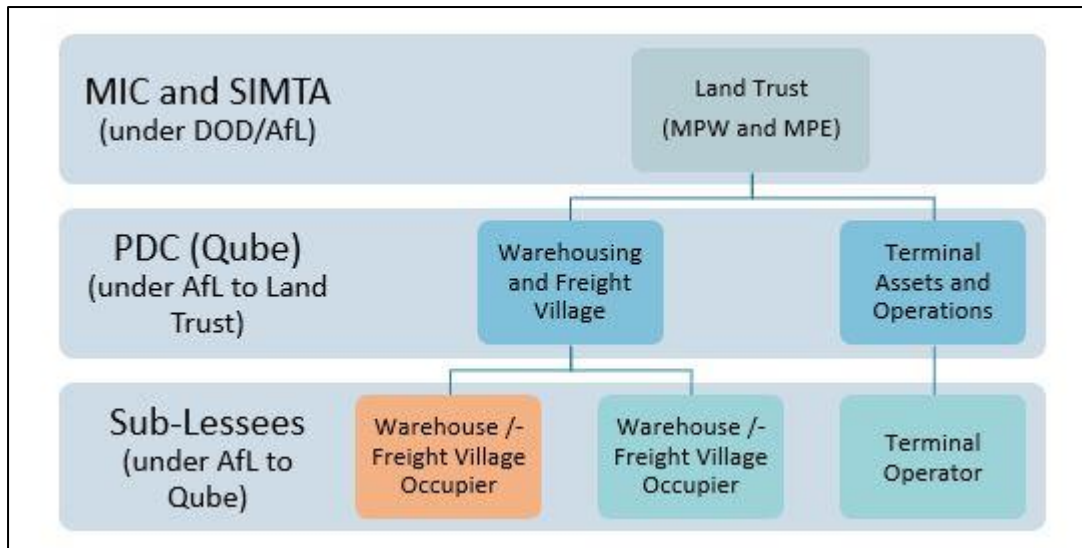 MIC and SIMTA
(under DOD/AfL)
Land Trust
(MPW and MPE)
PDC (Qube)
(under AfL to Land
Trust)
Warehousing
and Freight
Village
Terminal
Assets and
Operations
Sub-Lessees
(under AfL to
Qube)
Warehouse /-
Freight Village
Occupier
Warehouse /-
Freight Village
Occupier
Terminal
Operator